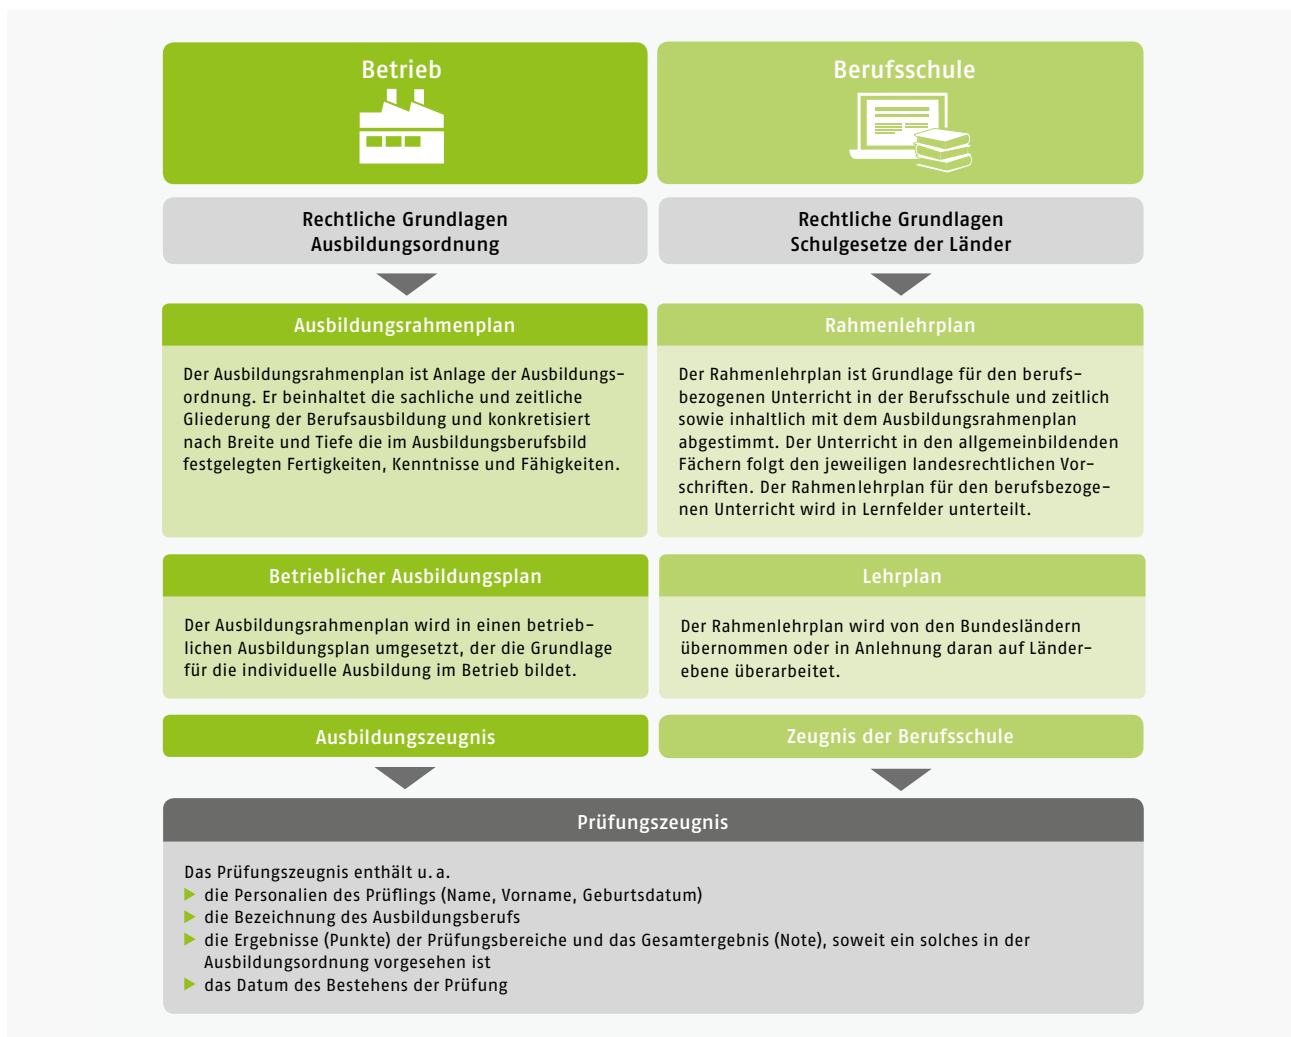 Betrieb
Berufsschule
Rechtliche Grundlagen
Ausbildungsordnung
Rechtliche Grundlagen
Schulgesetze der Länder
Ausbildungsrahmenplan
Der Ausbildungsrahmenplan ist Anlage der Ausbildungs-
ordnung. Er beinhaltet die sachliche und zeitliche
Gliederung der Berufsausbildung und konkretisiert
nach Breite und Tiefe die im Ausbildungsberufsbild
festgelegten Fertigkeiten, Kenntnisse und Fähigkeiten.
Rahmenlehrplan
Der Rahmenlehrplan ist Grundlage für den berufs-
bezogenen Unterricht in der Berufsschule und zeitlich
sowie inhaltlich mit dem Ausbildungsrahmenplan
abgestimmt. Der Unterricht in den allgemeinbildenden
Fächern folgt den jeweiligen landesrechtlichen Vor-
schriften. Der Rahmenlehrplan für den berufsbezoge-
nen Unterricht wird in Lernfelder unterteilt.
Betrieblicher Ausbildungsplan
Der Ausbildungsrahmenplan wird in einen betrieb-
lichen Ausbildungsplan umgesetzt, der die Grundlage
für die individuelle Ausbildung im Betrieb bildet.
Lehrplan
Der Rahmenlehrplan wird von den Bundesländern
übernommen oder in Anlehnung daran auf Länder-
ebene überarbeitet.
Ausbildungszeugnis
Zeugnis der Berufsschule
Prüfungszeugnis
Das Prüfungszeugnis enthält u. a.
die Personalien des Prüflings (Name, Vorname, Geburtsdatum)
die Bezeichnung des Ausbildungsberufs
die Ergebnisse (Punkte) der Prüfungsbereiche und das Gesamtergebnis (Note), soweit ein solches in der
Ausbildungsordnung vorgesehen ist
das Datum des Bestehens der Prüfung